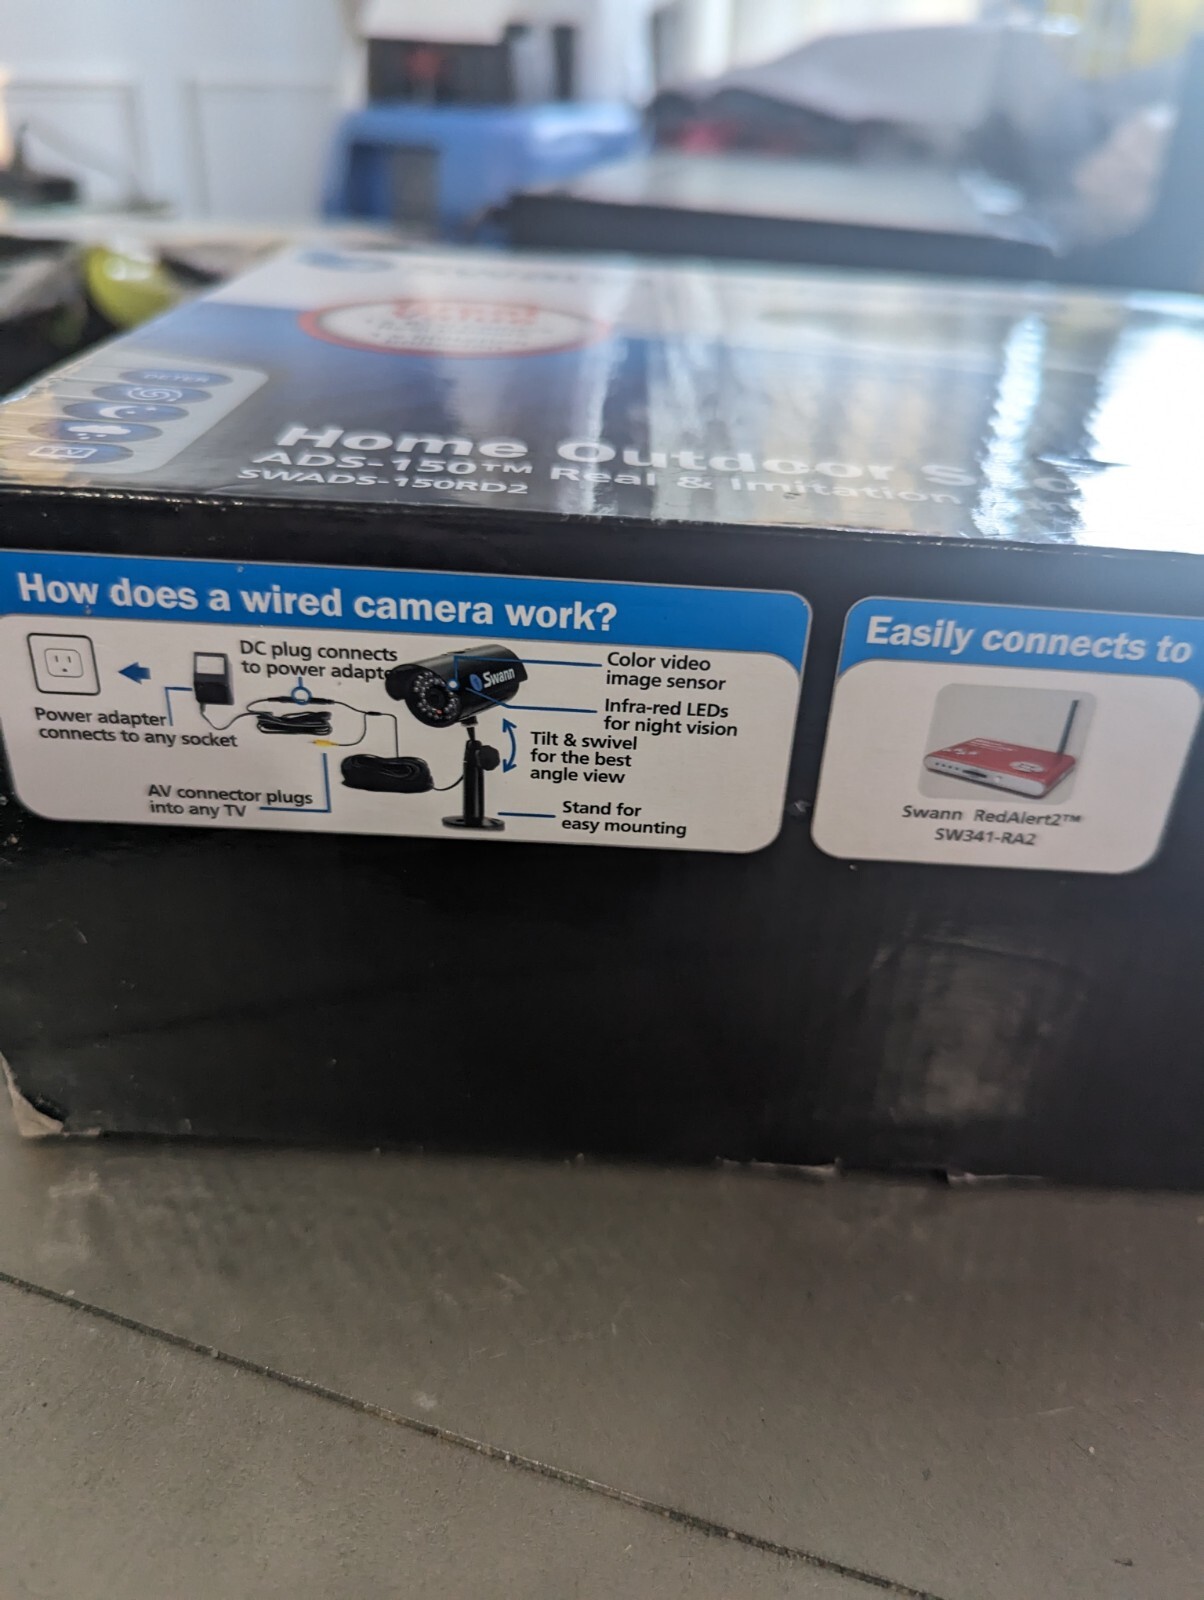 Home Outdoor
ADS-150™ Real & Imitation
SWADS-150RD2
How does a wired camera work?
DC plug connects
to power adapte
Power adapter
connects to any socket
AV connector plugs
into any TV
Swann
Color video
image sensor
Infra-red LEDs
for night vision
Tilt & swivel
for the best
angle view
Stand for
easy mounting
Easily connects to
Swann RedAlert2™
SW341-RA2